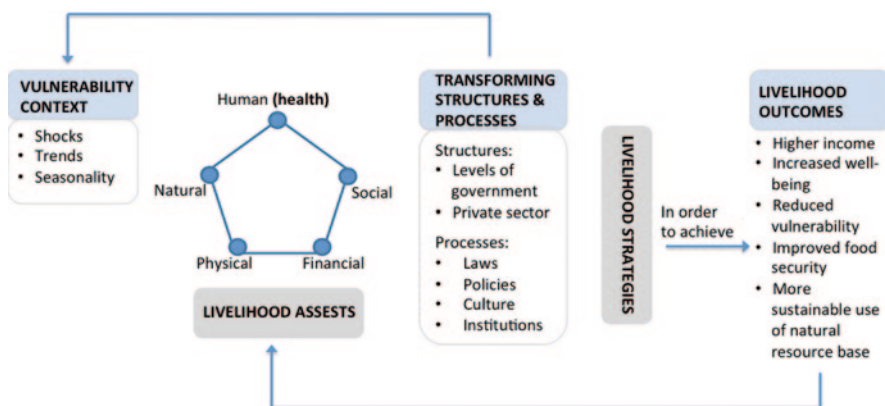 VULNERABILITY
CONTEXT
• Shocks
• Trends
• Seasonality
Human (health)
Natural
Social
Physical
Financial
LIVELIHOOD ASSESTS
TRANSFORMING
STRUCTURES &
PROCESSES
Structures:
• Levels of
government
• Private sector
Processes:
• Laws
• Policies
• Culture
• Institutions
LIVELIHOOD STRATEGIES
In order
to achieve
LIVELIHOOD
OUTCOMES
• Higher income
• Increased well-
being
• Reduced
vulnerability
• Improved food
security
• More
sustainable use
of natural
resource base